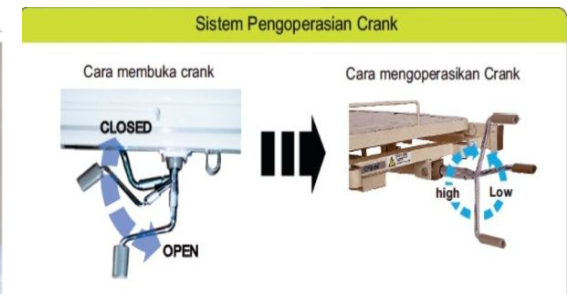 Sistem Pengoperasian Crank
Cara membuka crank
Cara mengoperasikan Crank
CLOSED
OPEN
high
Low